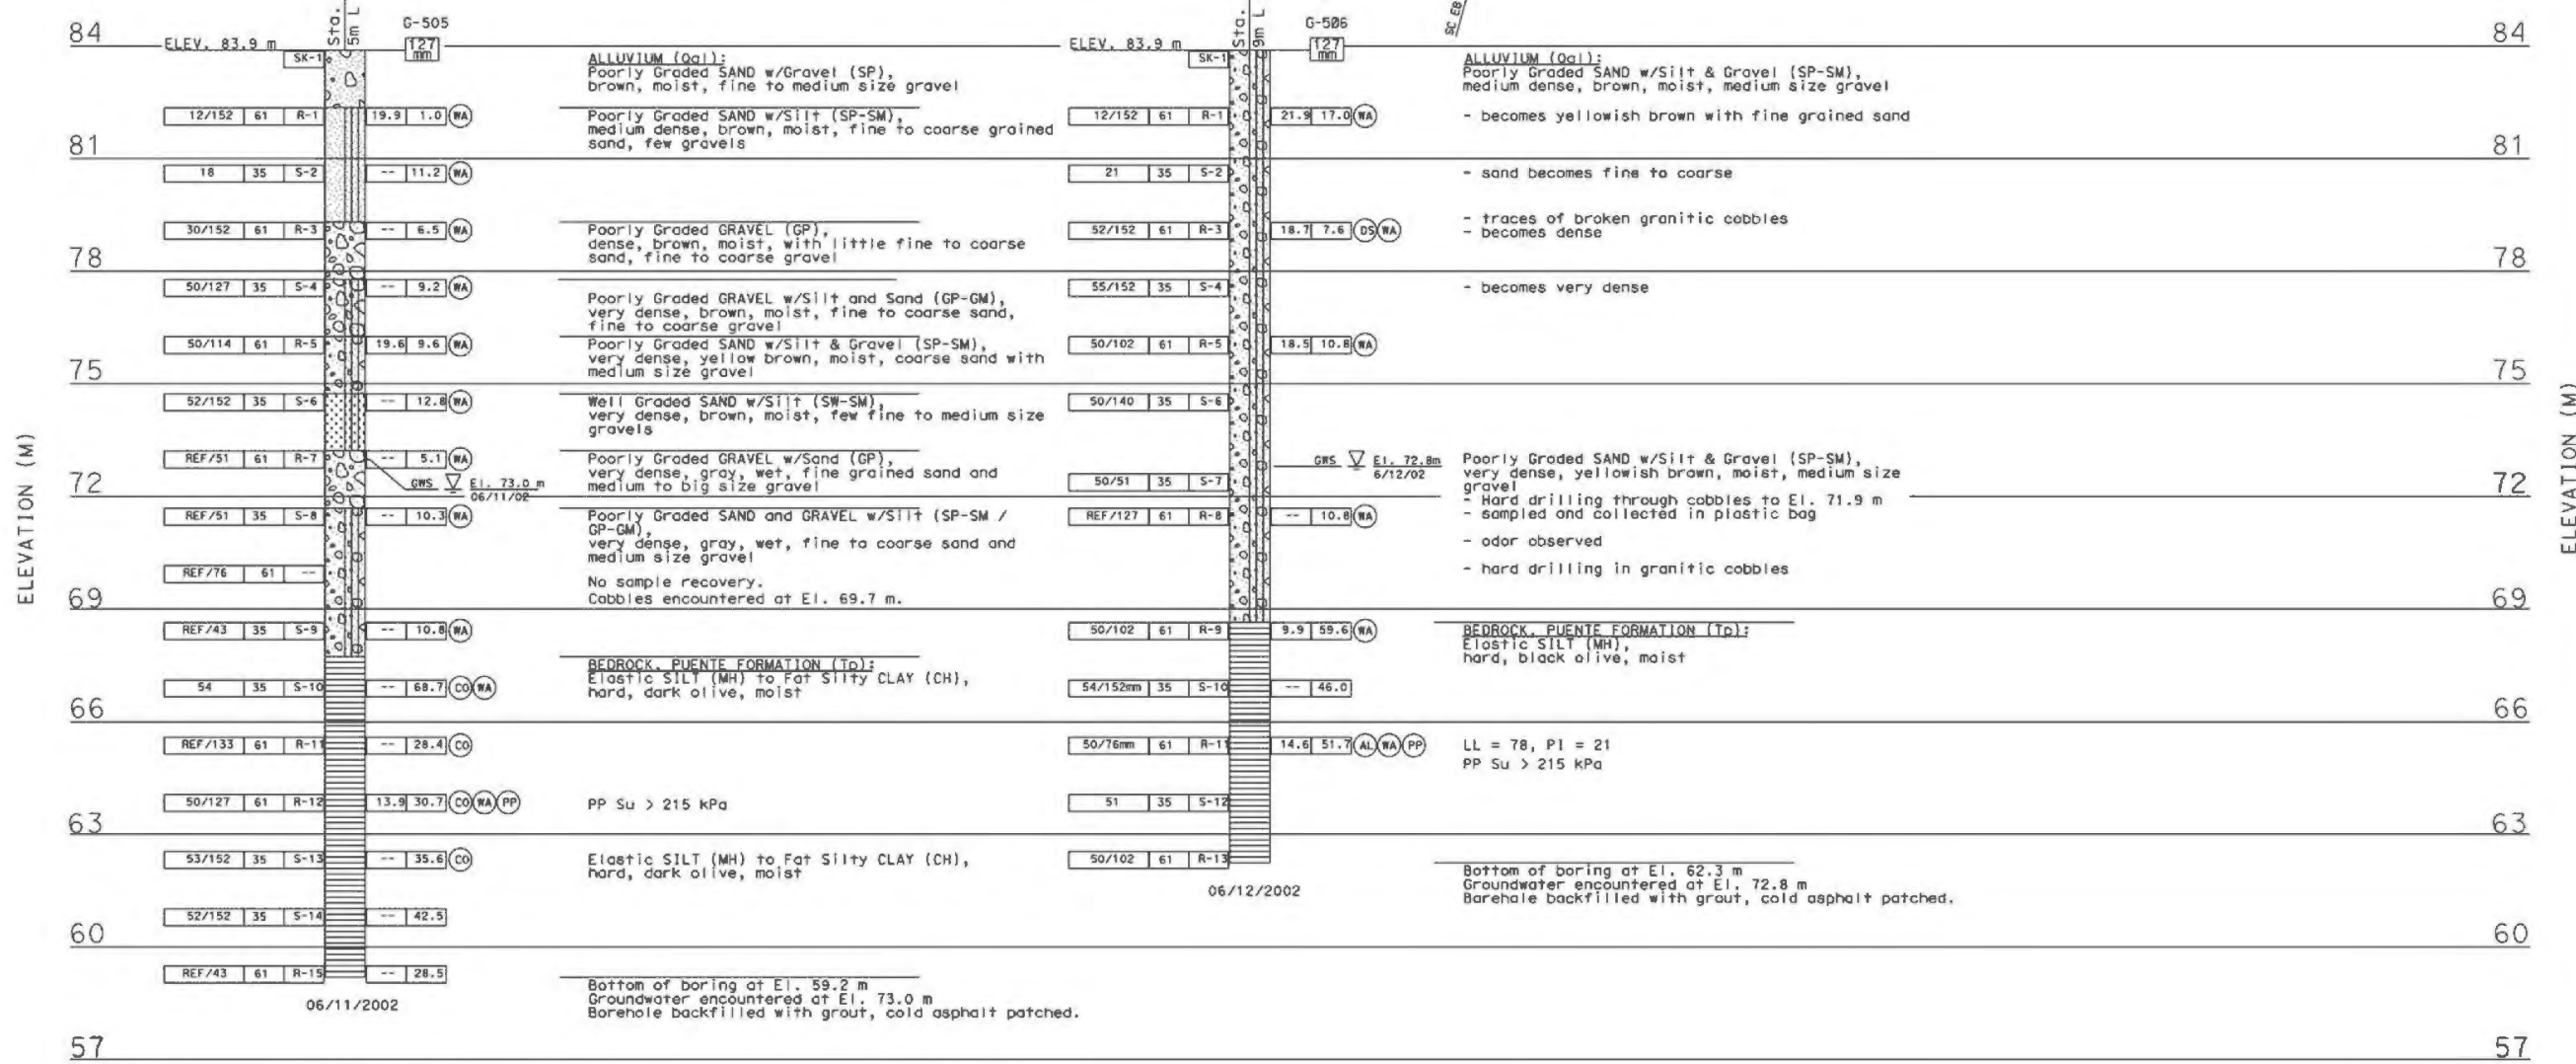 84
ELEV. 83.9 m
Sta.
5m L
G-505
127 mm
SK-1
ALLUVIUM (Qal):
Poorly Graded SAND w/Gravel (SP),
brown, moist, fine to medium size gravel
12/152 61 R-1 19.9 1.0 WA
Poorly Graded SAND w/Silt (SP-SM),
medium dense, brown, moist, fine to coarse grained
sand, few gravels
81
18 35 S-2 -- 11.2 WA
30/152 61 R-3 -- 6.5 WA
Poorly Graded GRAVEL (GP),
dense, brown, moist, with little fine to coarse
sand, fine to coarse gravel
78
50/127 35 S-4 -- 9.2 WA
Poorly Graded GRAVEL w/Silt and Sand (GP-GM),
very dense, brown, moist, fine to coarse sand,
fine to coarse gravel
50/114 61 R-5 19.6 9.6 WA
Poorly Graded SAND w/Silt & Gravel (SP-SM),
very dense, yellow brown, moist, coarse sand with
medium size gravel
75
52/152 35 S-6 -- 12.8 WA
Well Graded SAND w/Silt (SW-SM),
very dense, brown, moist, few fine to medium size
gravels
ELEVATION (M)
REF/51 61 R-7 -- 5.1 WA
Poorly Graded GRAVEL w/Sand (GP),
very dense, gray, wet, fine grained sand and
medium to big size gravel
GWS El. 73.0 m
06/11/02
72
REF/51 35 S-8 -- 10.3 WA
Poorly Graded SAND and GRAVEL w/Silt (SP-SM /
GP-GM),
very dense, gray, wet, fine to coarse sand and
medium size gravel
REF/76 61 --
No sample recovery.
Cobbles encountered at El. 69.7 m.
69
REF/43 35 S-9 -- 10.8 WA
BEDROCK, PUENTE FORMATION (Tp):
Elastic SILT (MH) to Fat Silty CLAY (CH),
hard, dark olive, moist
54 35 S-10 -- 68.7 CO WA
66
REF/133 61 R-11 -- 28.4 CO
50/127 61 R-12 13.9 30.7 CO WA PP
PP Su > 215 kPa
63
53/152 35 S-13 -- 35.6 CO
Elastic SILT (MH) to Fat Silty CLAY (CH),
hard, dark olive, moist
52/152 35 S-14 -- 42.5
60
REF/43 61 R-15 -- 28.5
06/11/2002
Bottom of boring at El. 59.2 m
Groundwater encountered at El. 73.0 m
Borehole backfilled with grout, cold asphalt patched.
57
ELEV. 83.9 m
Sta.
9m L
G-506
127 mm
SC EB
84
SK-1
ALLUVIUM (Qal):
Poorly Graded SAND w/Silt & Gravel (SP-SM),
medium dense, brown, moist, medium size gravel
12/152 61 R-1 21.9 17.0 WA
- becomes yellowish brown with fine grained sand
81
21 35 S-2
- sand becomes fine to coarse
- traces of broken granitic cobbles
52/152 61 R-3 18.7 7.6 DS WA
- becomes dense
78
55/152 35 S-4
- becomes very dense
50/102 61 R-5 18.5 10.8 WA
75
50/140 35 S-6
ELEVATION (M)
GWS El. 72.8m
6/12/02
Poorly Graded SAND w/Silt & Gravel (SP-SM),
very dense, yellowish brown, moist, medium size
gravel
50/51 35 S-7
72
- Hard drilling through cobbles to El. 71.9 m
REF/127 61 R-8 -- 10.8 WA
- sampled and collected in plastic bag
- odor observed
- hard drilling in granitic cobbles
69
50/102 61 R-9 9.9 59.6 WA
BEDROCK, PUENTE FORMATION (Tp):
Elastic SILT (MH),
hard, black olive, moist
54/152mm 35 S-10 -- 46.0
66
50/76mm 61 R-11 14.6 51.7 AL WA PP
LL = 78, PI = 21
PP Su > 215 kPa
51 35 S-12
63
50/102 61 R-13
06/12/2002
Bottom of boring at El. 62.3 m
Groundwater encountered at El. 72.8 m
Borehole backfilled with grout, cold asphalt patched.
60
57